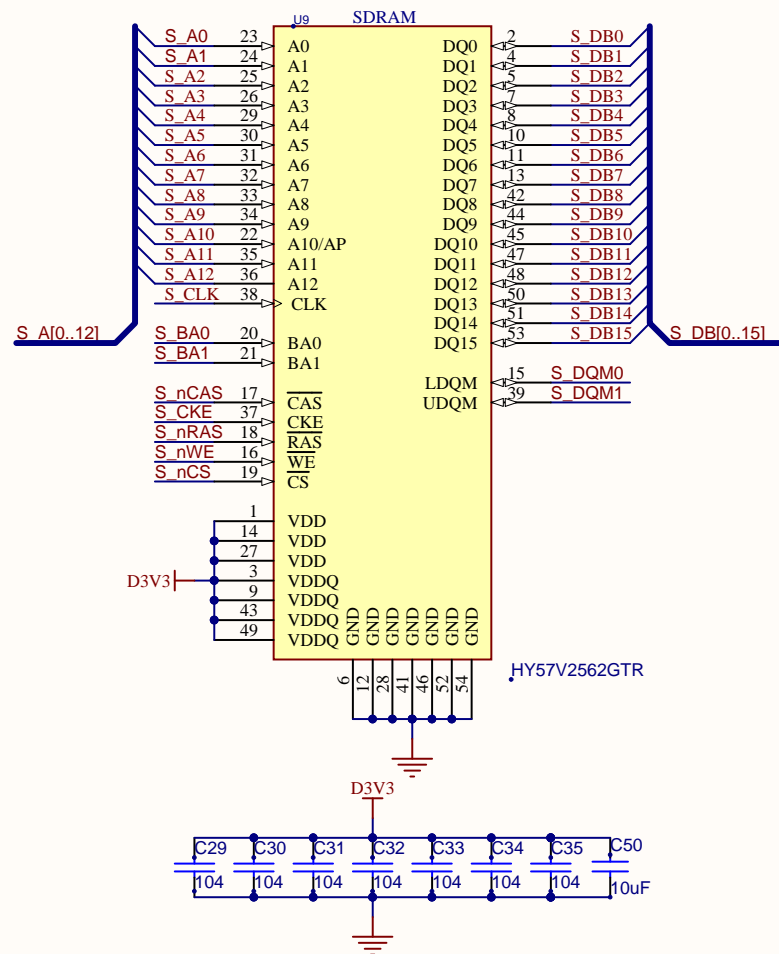 U9 SDRAM
S_A0 23 A0 DQ0 2 S_DB0
S_A1 24 A1 DQ1 4 S_DB1
S_A2 25 A2 DQ2 5 S_DB2
S_A3 26 A3 DQ3 7 S_DB3
S_A4 29 A4 DQ4 8 S_DB4
S_A5 30 A5 DQ5 10 S_DB5
S_A6 31 A6 DQ6 11 S_DB6
S_A7 32 A7 DQ7 13 S_DB7
S_A8 33 A8 DQ8 42 S_DB8
S_A9 34 A9 DQ9 44 S_DB9
S_A10 22 A10/AP DQ10 45 S_DB10
S_A11 35 A11 DQ11 47 S_DB11
S_A12 36 A12 DQ12 48 S_DB12
S_CLK 38 CLK DQ13 50 S_DB13
DQ14 51 S_DB14
S_A[0..12] S_BA0 20 BA0 DQ15 53 S_DB15 S_DB[0..15]
S_BA1 21 BA1
LDQM 15 S_DQM0
S_nCAS 17 CAS UDQM 39 S_DQM1
S_CKE 37 CKE
S_nRAS 18 RAS
S_nWE 16 WE
S_nCS 19 CS
1 VDD
14 VDD
27 VDD
D3V3 3 VDDQ
9 VDDQ
43 VDDQ
49 VDDQ
GND GND GND GND GND GND GND
6 12 28 41 46 52 54
HY57V2562GTR
D3V3
C29 C30 C31 C32 C33 C34 C35 C50
104 104 104 104 104 104 104 10uF